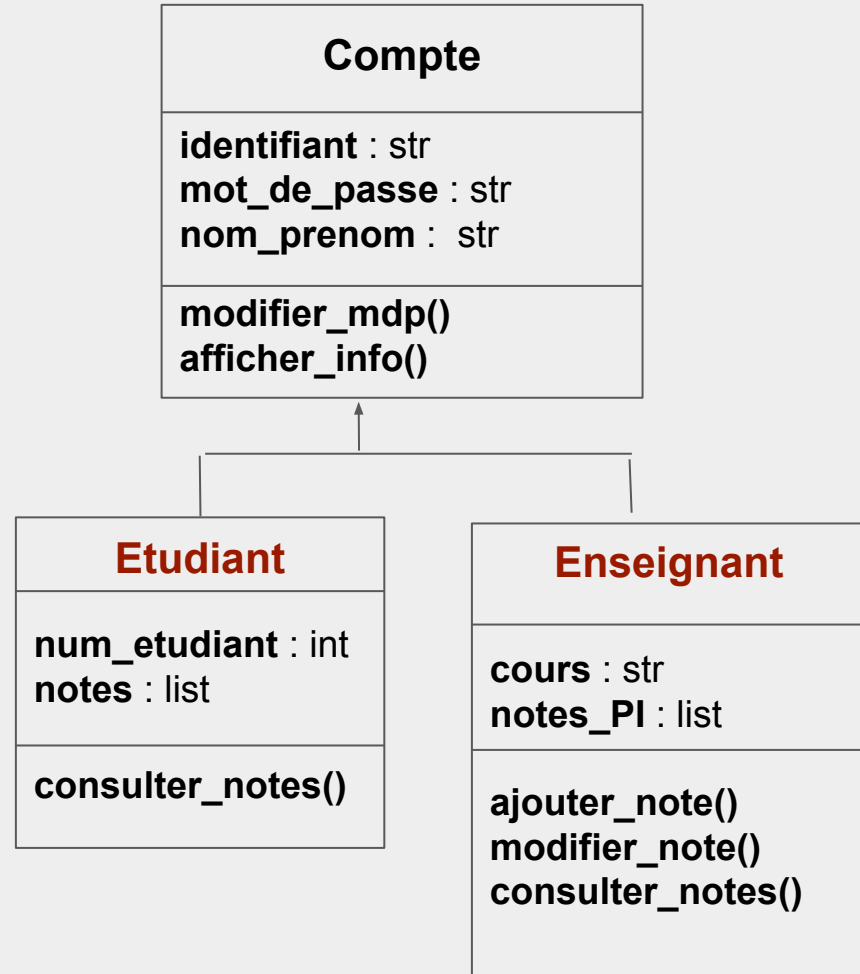 Compte
identifiant : str
mot_de_passe : str
nom_prenom : str
modifier_mdp()
afficher_info()
Etudiant
num_etudiant : int
notes : list
consulter_notes()
Enseignant
cours : str
notes_PI : list
ajouter_note()
modifier_note()
consulter_notes()